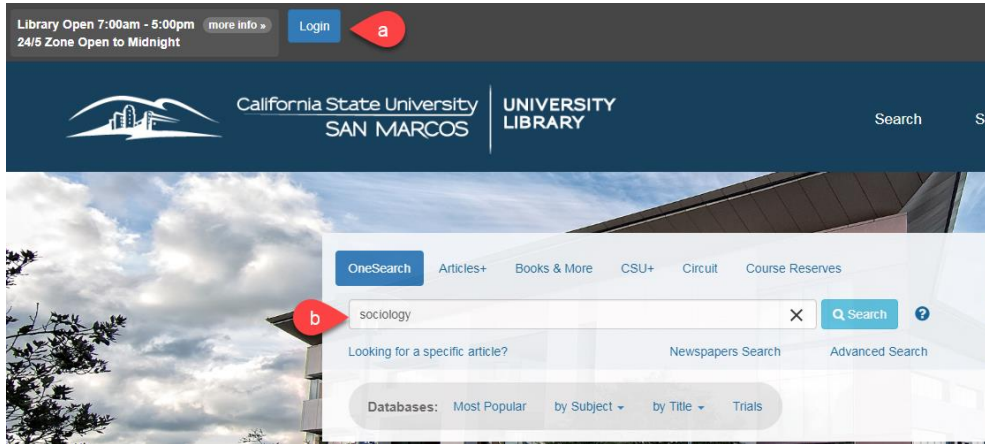 Library Open 7:00am - 5:00pm more info »
24/5 Zone Open to Midnight
Login
a
California State University
SAN MARCOS
UNIVERSITY
LIBRARY
Search
S
OneSearch Articles+ Books & More CSU+ Circuit Course Reserves
b
sociology
Search
Looking for a specific article? Newspapers Search Advanced Search
Databases: Most Popular by Subject by Title Trials